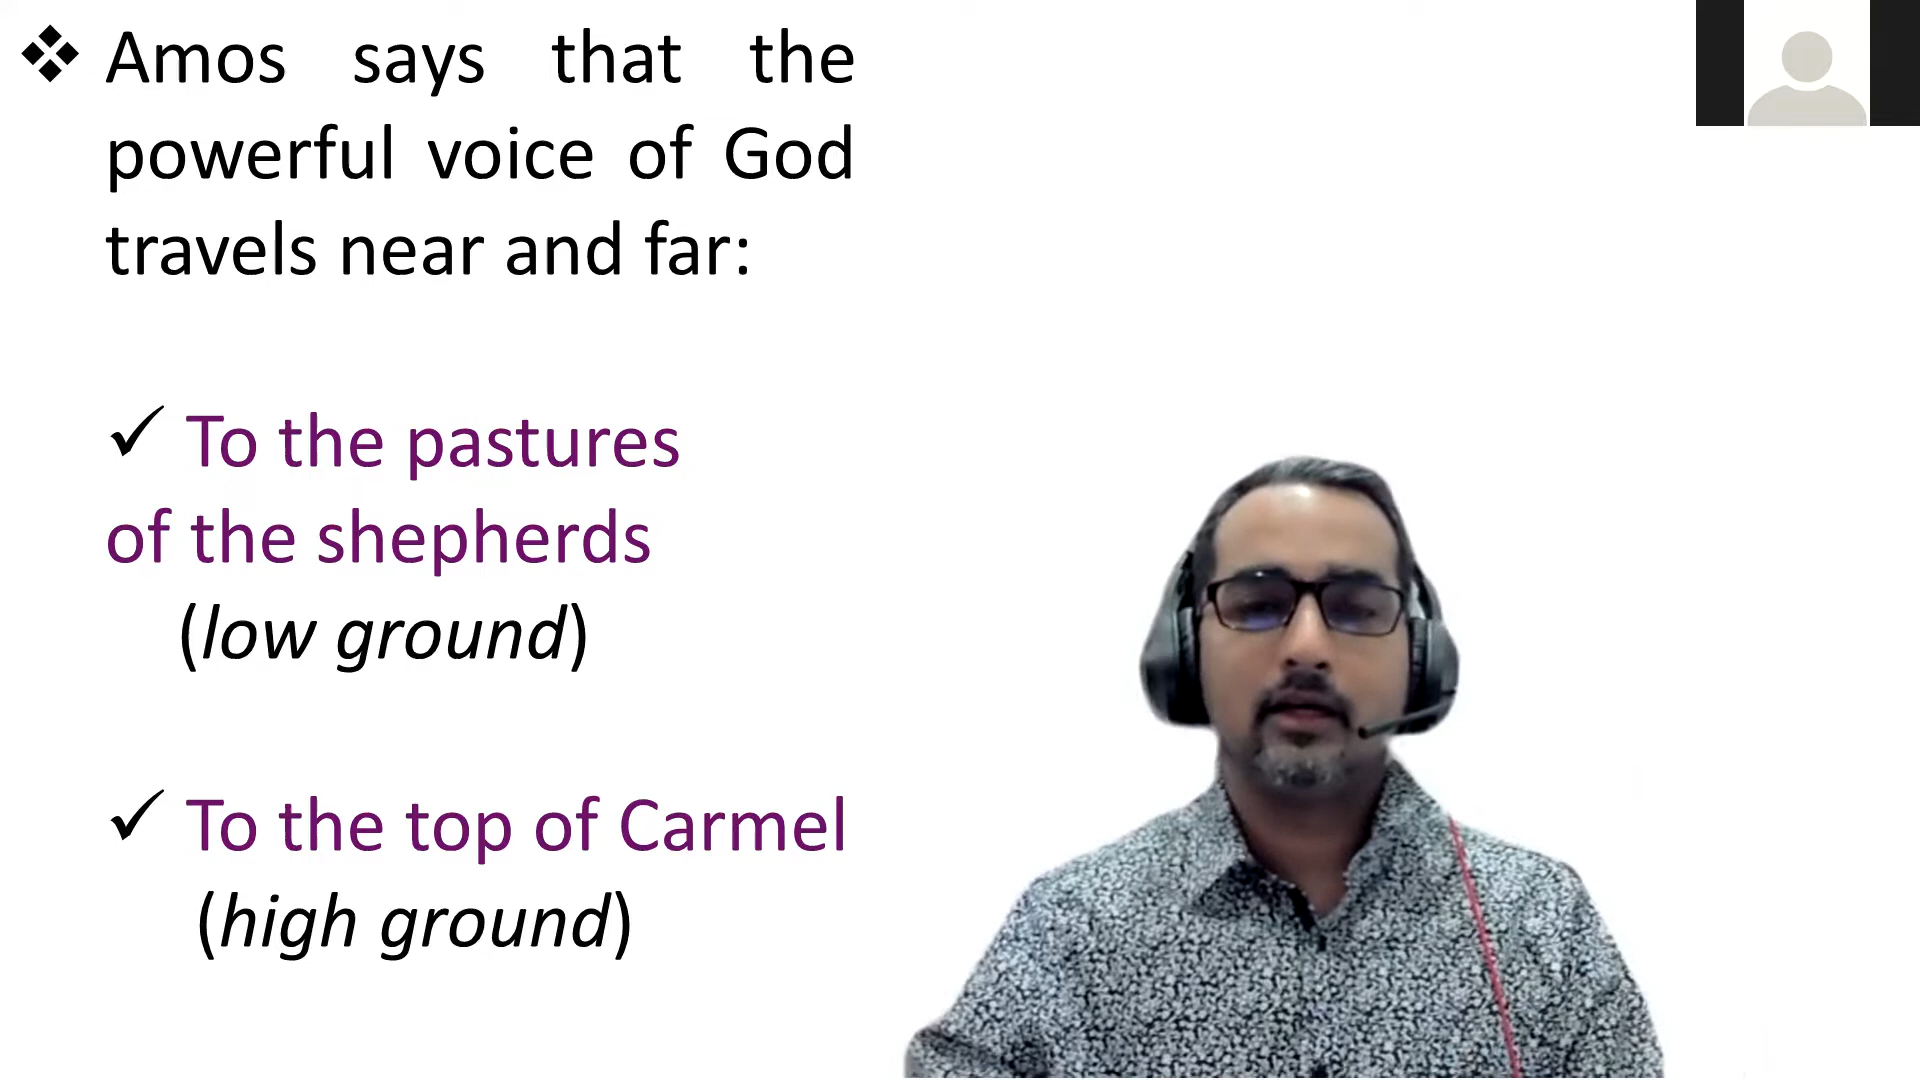 ❖ Amos says that the
powerful voice of God
travels near and far:
✓ To the pastures
of the shepherds
(low ground)
✓ To the top of Carmel
(high ground)